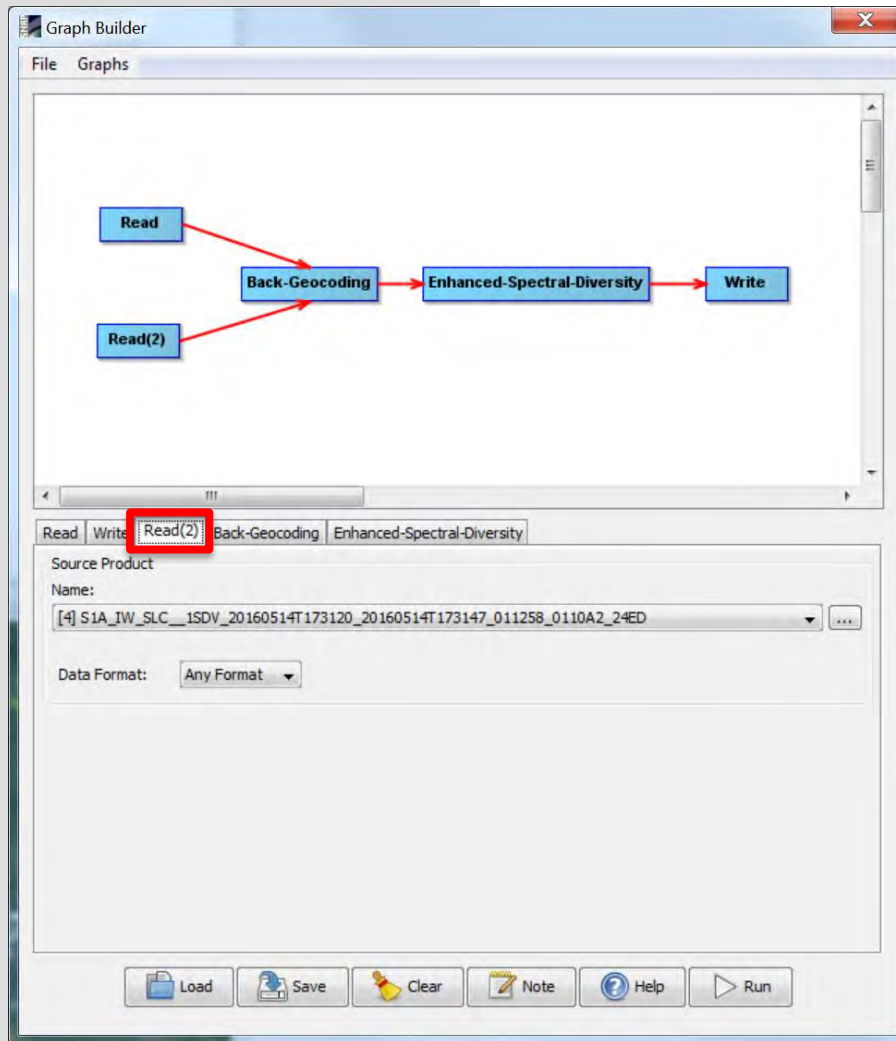 Graph Builder
File Graphs
Read
Back-Geocoding Enhanced-Spectral-Diversity Write
Read(2)
Read Write Read(2) Back-Geocoding Enhanced-Spectral-Diversity
Source Product
Name:
[4] S1A_IW_SLC__1SDV_20160514T173120_20160514T173147_011258_0110A2_24ED ...
Data Format: Any Format
Load Save Clear Note Help Run